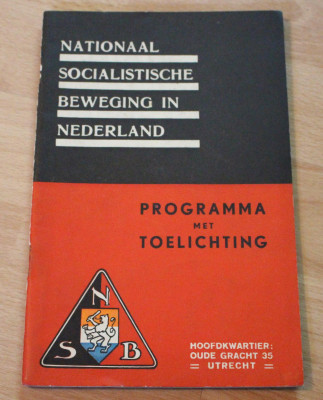 NATIONAAL
SOCIALISTISCHE
BEWEGING IN
NEDERLAND
PROGRAMMA
MET
TOELICHTING
N
S B
HOOFDKWARTIER:
OUDE GRACHT 35
= UTRECHT =